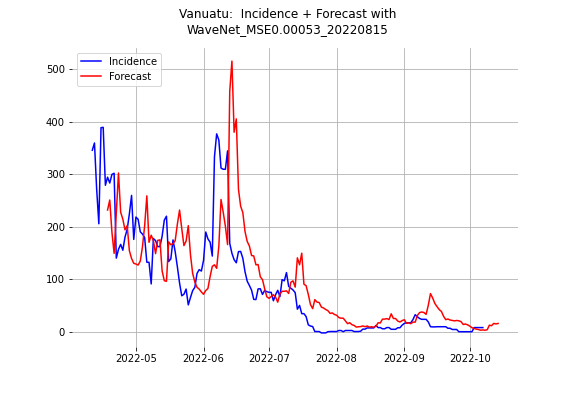 Vanuatu:  Incidence + Forecast with
WaveNet_MSE0.00053_20220815
Incidence
Forecast
500
400
300
200
100
0
2022-05 2022-06 2022-07 2022-08 2022-09 2022-10